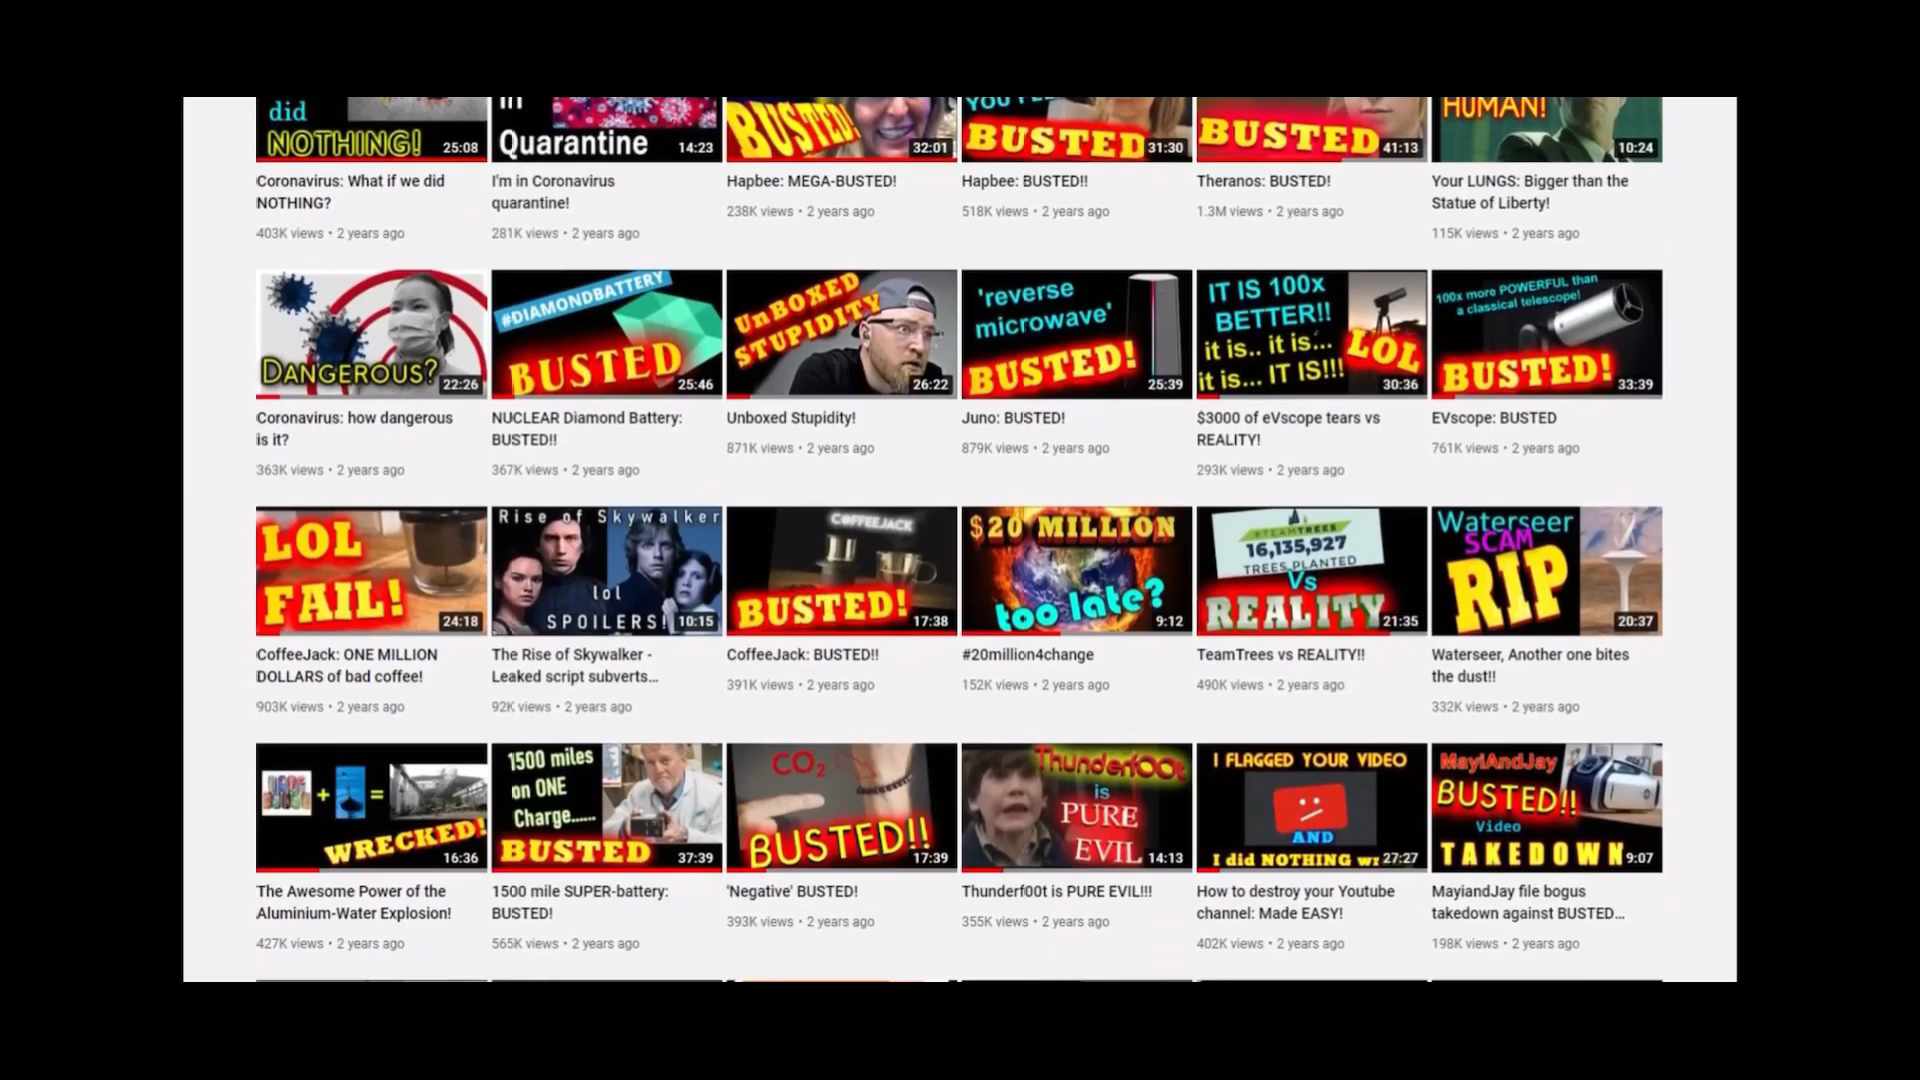 did
NOTHING!
25:08
in
Quarantine
14:23
BUSTED!
32:01
BUSTED
31:30
BUSTED
41:13
HUMAN!
10:24
Coronavirus: What if we did
NOTHING?
403K views • 2 years ago
I'm in Coronavirus
quarantine!
281K views • 2 years ago
Hapbee: MEGA-BUSTED!
238K views • 2 years ago
Hapbee: BUSTED!!
518K views • 2 years ago
Theranos: BUSTED!
1.3M views • 2 years ago
Your LUNGS: Bigger than the
Statue of Liberty!
115K views • 2 years ago
DANGEROUS?
22:26
#DIAMONDBATTERY
BUSTED
25:46
UnBOXED
STUPIDITY
26:22
'reverse
microwave'
BUSTED!
25:39
IT IS 100x
BETTER!!
it is.. it is...
it is... IT IS!!!
LOL
30:36
100x more POWERFUL than
a classical telescope!
BUSTED!
33:39
Coronavirus: how dangerous
is it?
363K views • 2 years ago
NUCLEAR Diamond Battery:
BUSTED!!
367K views • 2 years ago
Unboxed Stupidity!
871K views • 2 years ago
Juno: BUSTED!
879K views • 2 years ago
$3000 of eVscope tears vs
REALITY!
293K views • 2 years ago
EVscope: BUSTED
761K views • 2 years ago
LOL
FAIL!
24:18
Rise of Skywalker
lol
SPOILERS!
10:15
COFFEEJACK
BUSTED!
17:38
$20 MILLION
too late?
9:12
#TEAMTREES
16,135,927
TREES PLANTED
Vs
REALITY
21:35
Waterseer
SCAM
RIP
20:37
CoffeeJack: ONE MILLION
DOLLARS of bad coffee!
903K views • 2 years ago
The Rise of Skywalker -
Leaked script subverts...
92K views • 2 years ago
CoffeeJack: BUSTED!!
391K views • 2 years ago
#20million4change
152K views • 2 years ago
TeamTrees vs REALITY!!
490K views • 2 years ago
Waterseer, Another one bites
the dust!!
332K views • 2 years ago
+ =
WRECKED!
16:36
1500 miles
on ONE
Charge......
BUSTED
37:39
CO₂
BUSTED!!
17:39
Thunderf00t
is
PURE
EVIL
14:13
I FLAGGED YOUR VIDEO
AND
I did NOTHING
27:27
MayiAndJay
BUSTED!!
Video
TAKEDOWN
9:07
The Awesome Power of the
Aluminium-Water Explosion!
427K views • 2 years ago
1500 mile SUPER-battery:
BUSTED!
565K views • 2 years ago
'Negative' BUSTED!
393K views • 2 years ago
Thunderf00t is PURE EVIL!!!
355K views • 2 years ago
How to destroy your Youtube
channel: Made EASY!
402K views • 2 years ago
MayiandJay file bogus
takedown against BUSTED...
198K views • 2 years ago